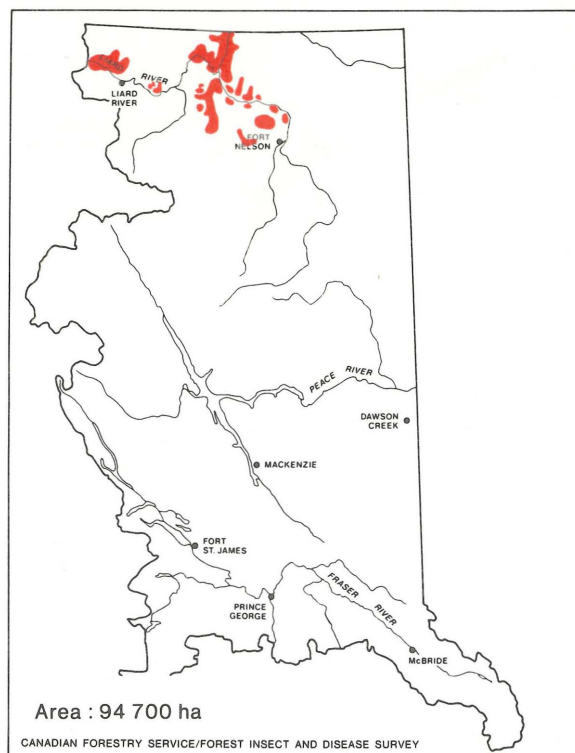 LIARD
RIVER
LIARD
RIVER
FORT
NELSON
PEACE RIVER
DAWSON
CREEK
MACKENZIE
FORT
ST. JAMES
FRASER
RIVER
PRINCE
GEORGE
McBRIDE
Area : 94 700 ha
CANADIAN FORESTRY SERVICE/FOREST INSECT AND DISEASE SURVEY